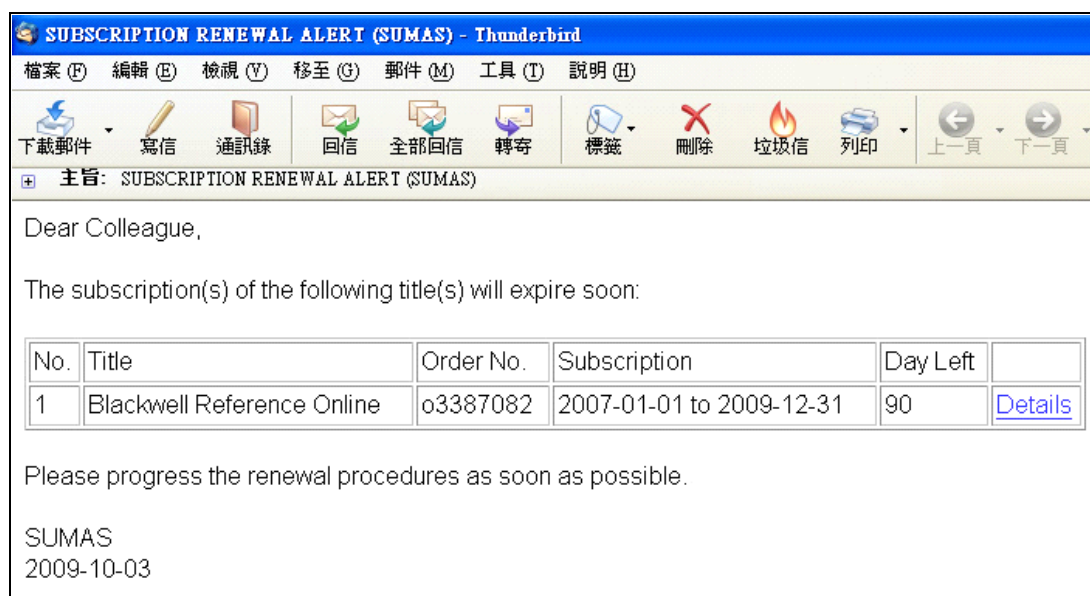 SUBSCRIPTION RENEWAL ALERT (SUMAS) - Thunderbird
檔案 (F) 編輯 (E) 檢視 (V) 移至 (G) 郵件 (M) 工具 (T) 說明 (H)
下載郵件 寫信 通訊錄 回信 全部回信 轉寄 標籤 刪除 垃圾信 列印 上一頁 下一頁
主旨: SUBSCRIPTION RENEWAL ALERT (SUMAS)
Dear Colleague,
The subscription(s) of the following title(s) will expire soon:
No. Title Order No. Subscription Day Left
1 Blackwell Reference Online o3387082 2007-01-01 to 2009-12-31 90 Details
Please progress the renewal procedures as soon as possible.
SUMAS
2009-10-03